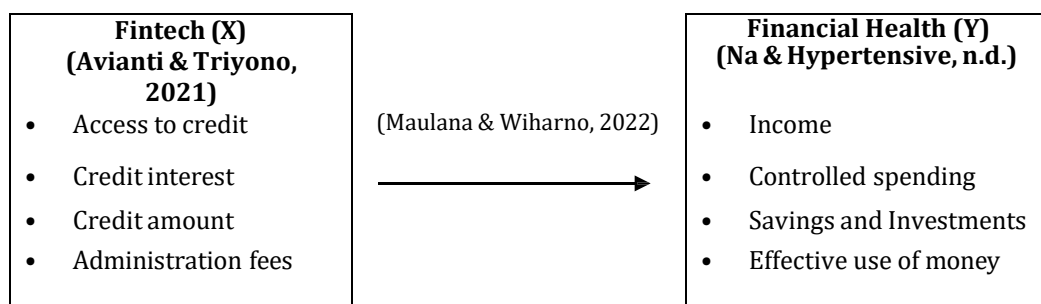 Fintech (X)
(Avianti & Triyono,
2021)
• Access to credit
• Credit interest
• Credit amount
• Administration fees
(Maulana & Wiharno, 2022)
Financial Health (Y)
(Na & Hypertensive, n.d.)
• Income
• Controlled spending
• Savings and Investments
• Effective use of money